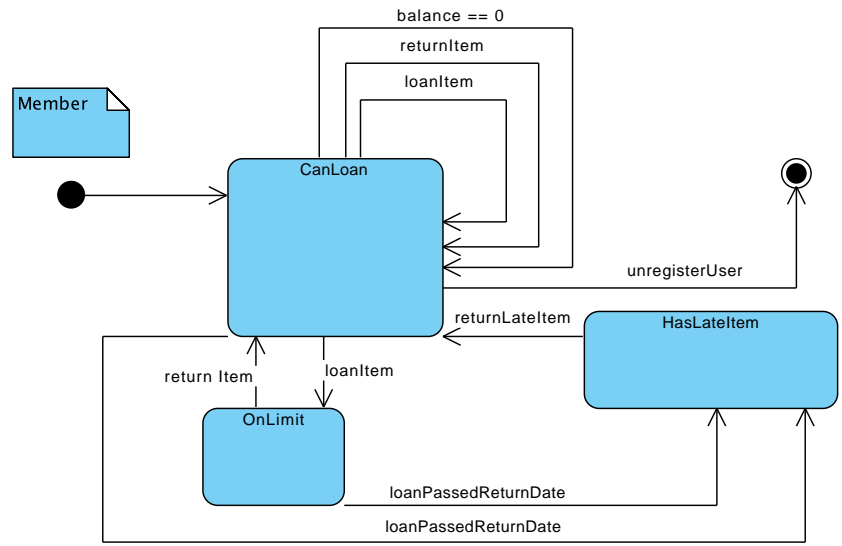 balance == 0
returnItem
loanItem
Member
CanLoan
unregisterUser
returnLateItem
HasLateItem
return Item
loanItem
OnLimit
loanPassedReturnDate
loanPassedReturnDate